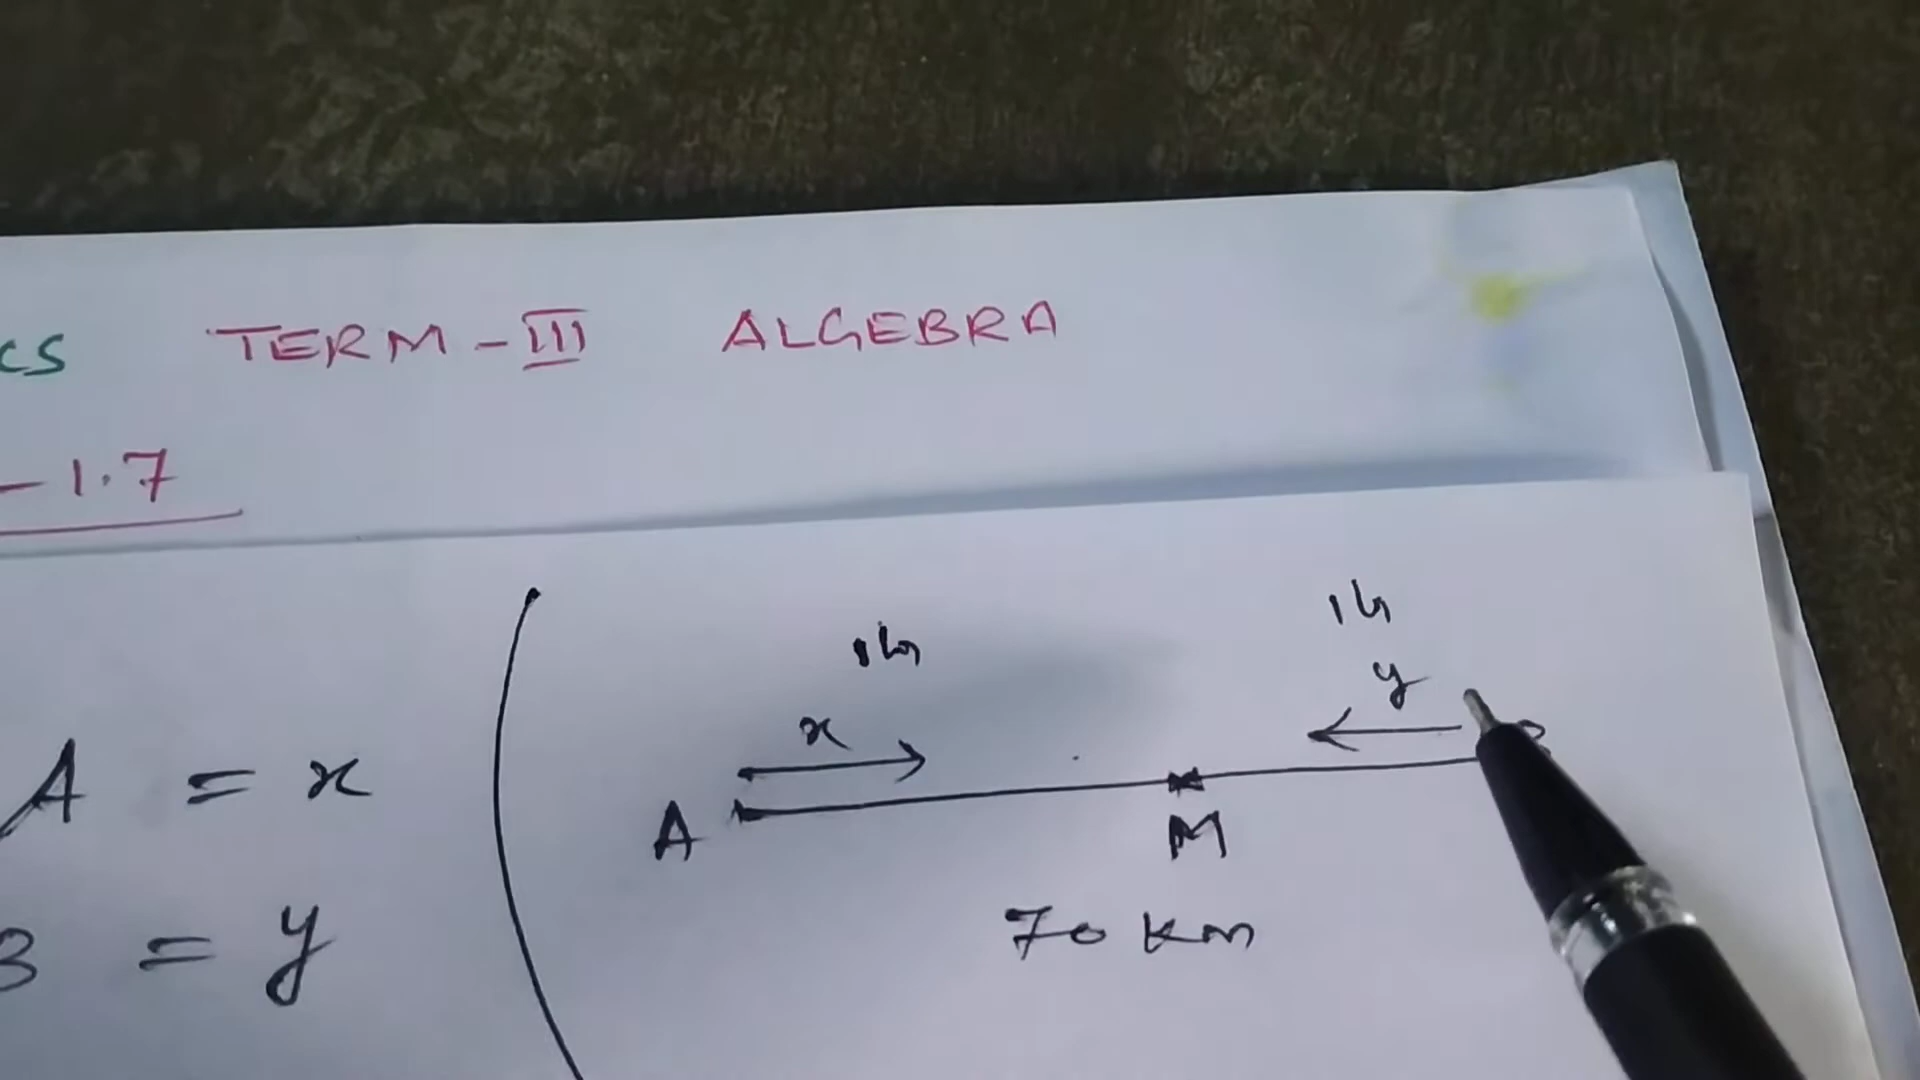 CS TERM - III ALGEBRA
- 1.7
1h
1h
x
y
A = x
A
M
B = y
70 km